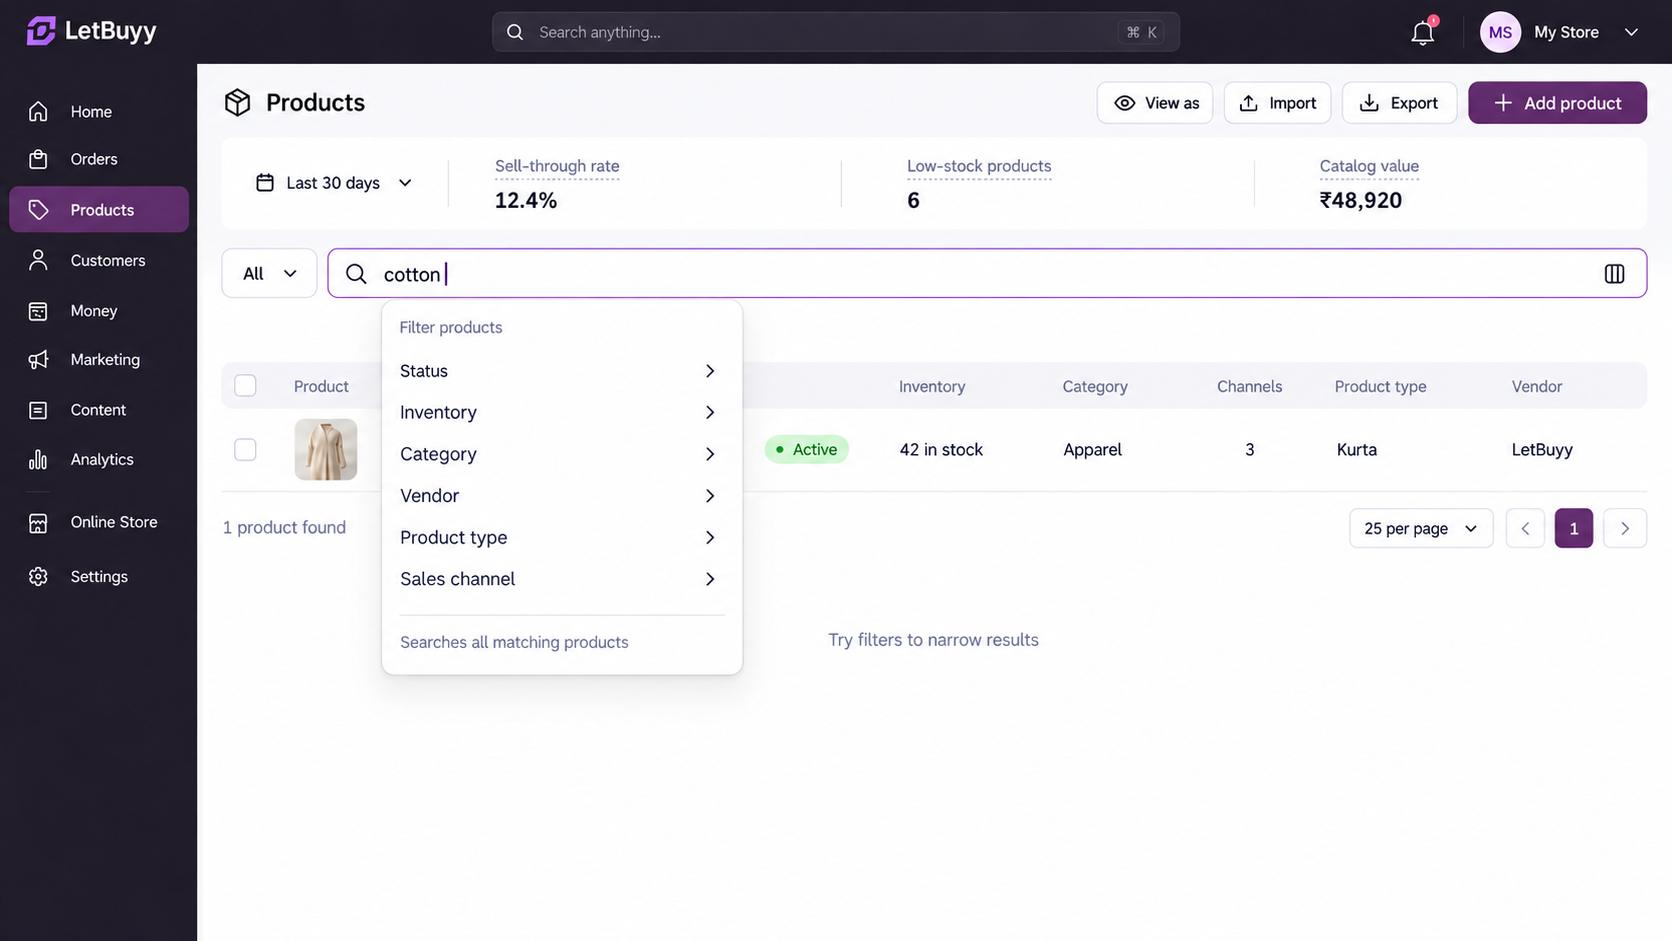 LetBuyy
Search anything...
⌘ K
MS
My Store
Home
Orders
Products
Customers
Money
Marketing
Content
Analytics
Online Store
Settings
Products
View as
Import
Export
Add product
Last 30 days
Sell-through rate
12.4%
Low-stock products
6
Catalog value
₹48,920
All
cotton
Filter products
Status
Inventory
Category
Vendor
Product type
Sales channel
Searches all matching products
Product
Inventory
Category
Channels
Product type
Vendor
Active
42 in stock
Apparel
3
Kurta
LetBuyy
1 product found
25 per page
1
Try filters to narrow results